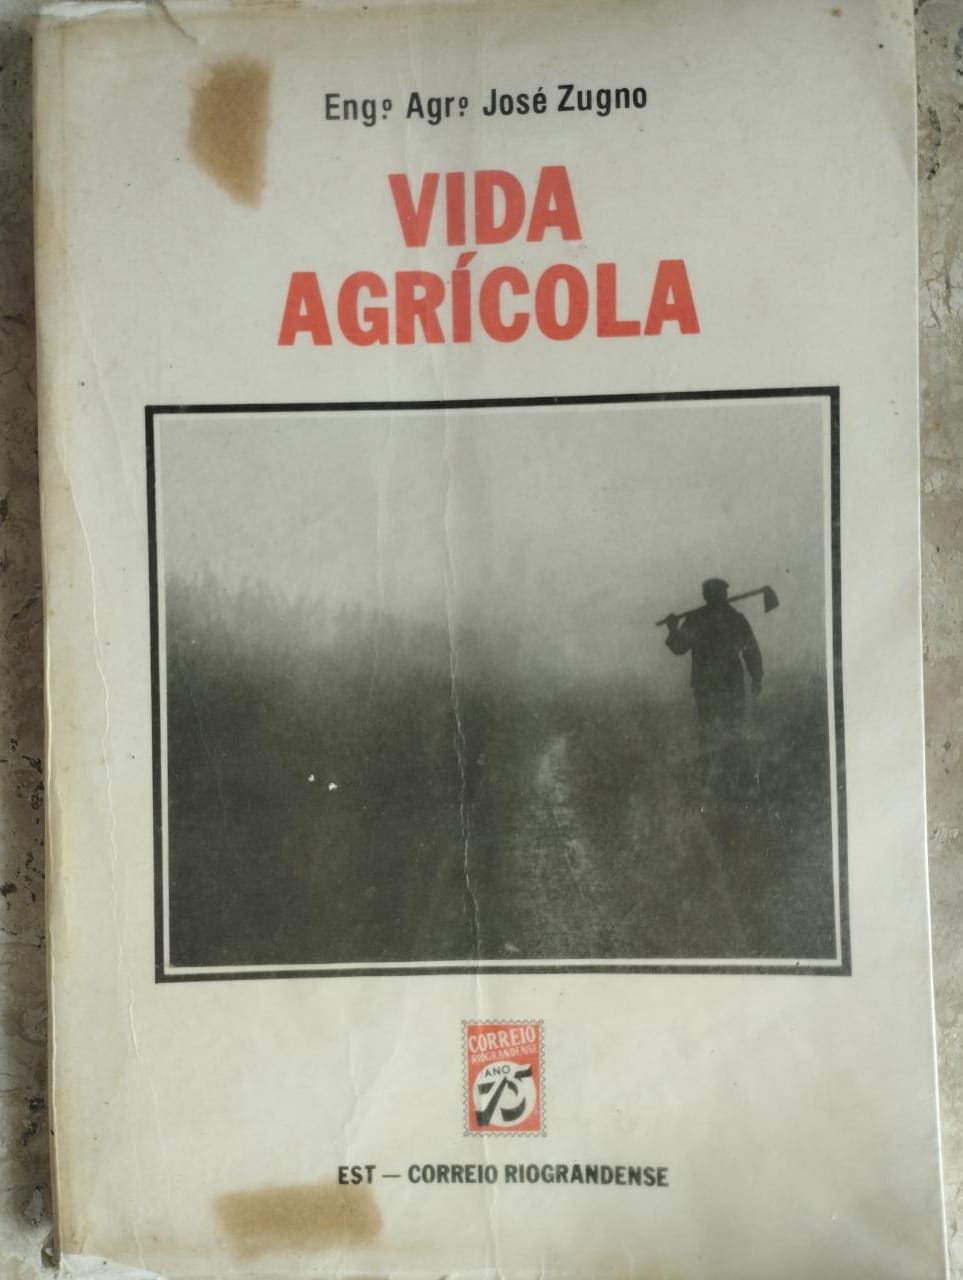 Engº Agrº José Zugno
VIDA
AGRÍCOLA
CORREIO
RIOGRANDENSE
ANO
75
EST — CORREIO RIOGRANDENSE